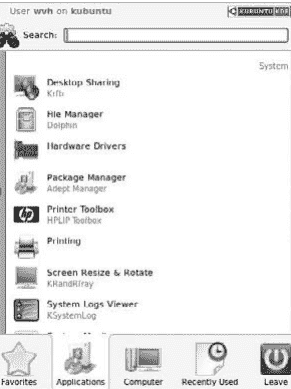 User wvh on kubuntu
KUBUNTU KDE
Search:
System
Desktop Sharing
Krfb
File Manager
Dolphin
Hardware Drivers
Package Manager
Adept Manager
hp
Printer Toolbox
HPLIP Toolbox
Printing
Screen Resize & Rotate
KRandRTray
System Logs Viewer
KSystemLog
Favorites
Applications
Computer
Recently Used
Leave